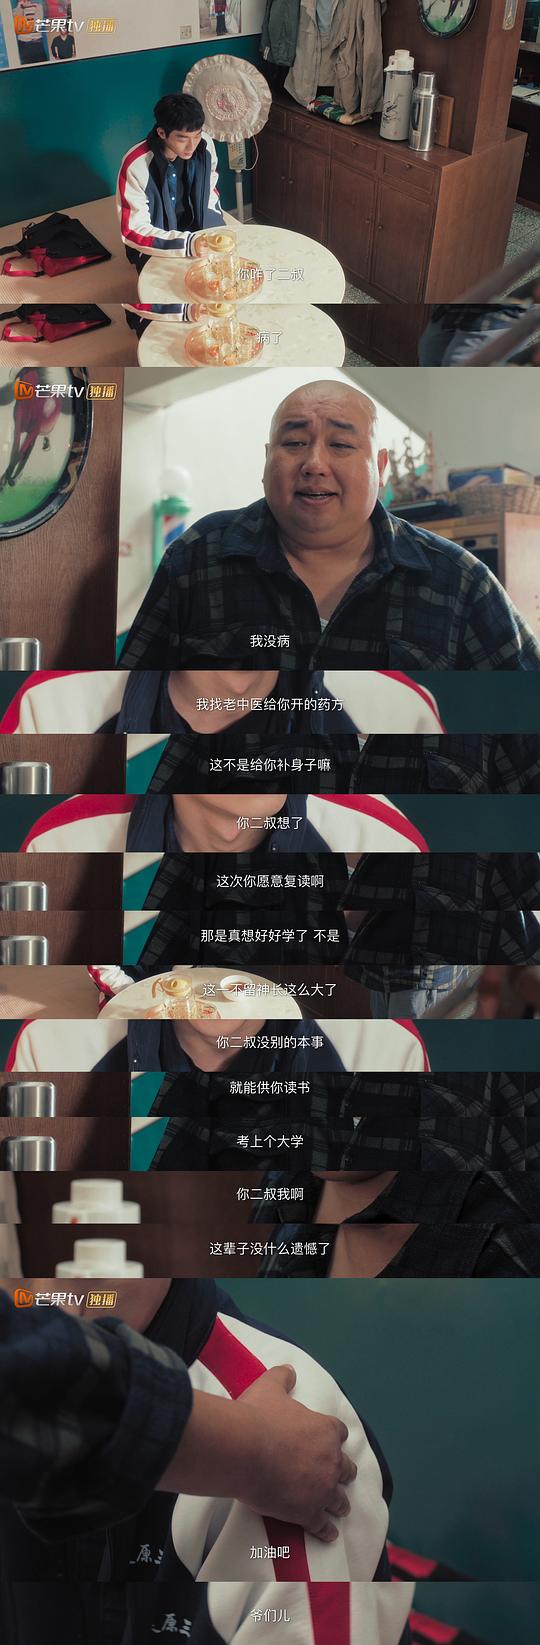 芒果tv 独播
你咋了二叔
病了
芒果tv 独播
我没病
我找老中医给你开的药方
这不是给你补身子嘛
你二叔想了
这次你愿意复读啊
那是真想好好学了 不是
这一不留神长这么大了
你二叔没别的本事
就能供你读书
考上个大学
你二叔我啊
这辈子没什么遗憾了
芒果tv 独播
原三
加油吧
原三
爷们儿